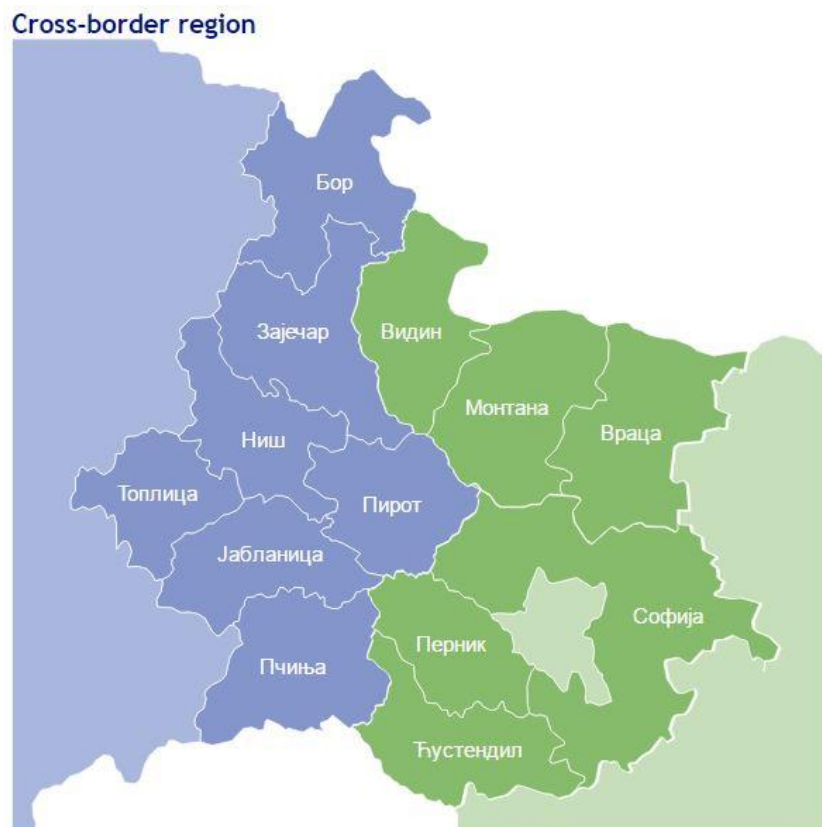 Cross-border region
Бор
Зајечар
Видин
Монтана
Ниш
Враца
Топлица
Пирот
Јабланица
Софија
Перник
Пчиња
Ћустендил